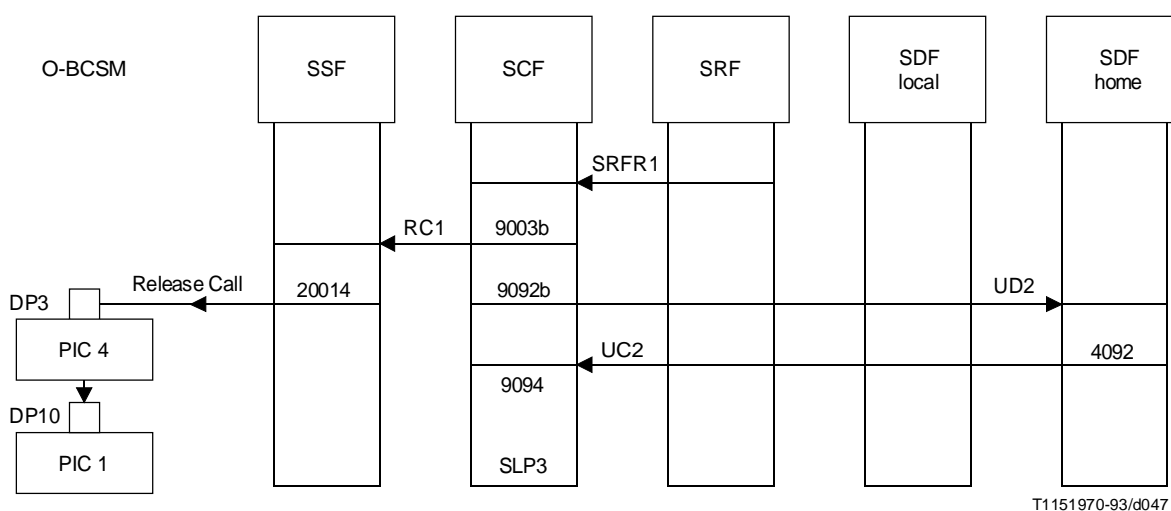 O-BCSM
SSF
SCF
SRF
SDF
local
SDF
home
SRFR1
RC1
9003b
Release Call
20014
9092b
UD2
DP3
PIC 4
UC2
4092
9094
DP10
PIC 1
SLP3
T1151970-93/d047